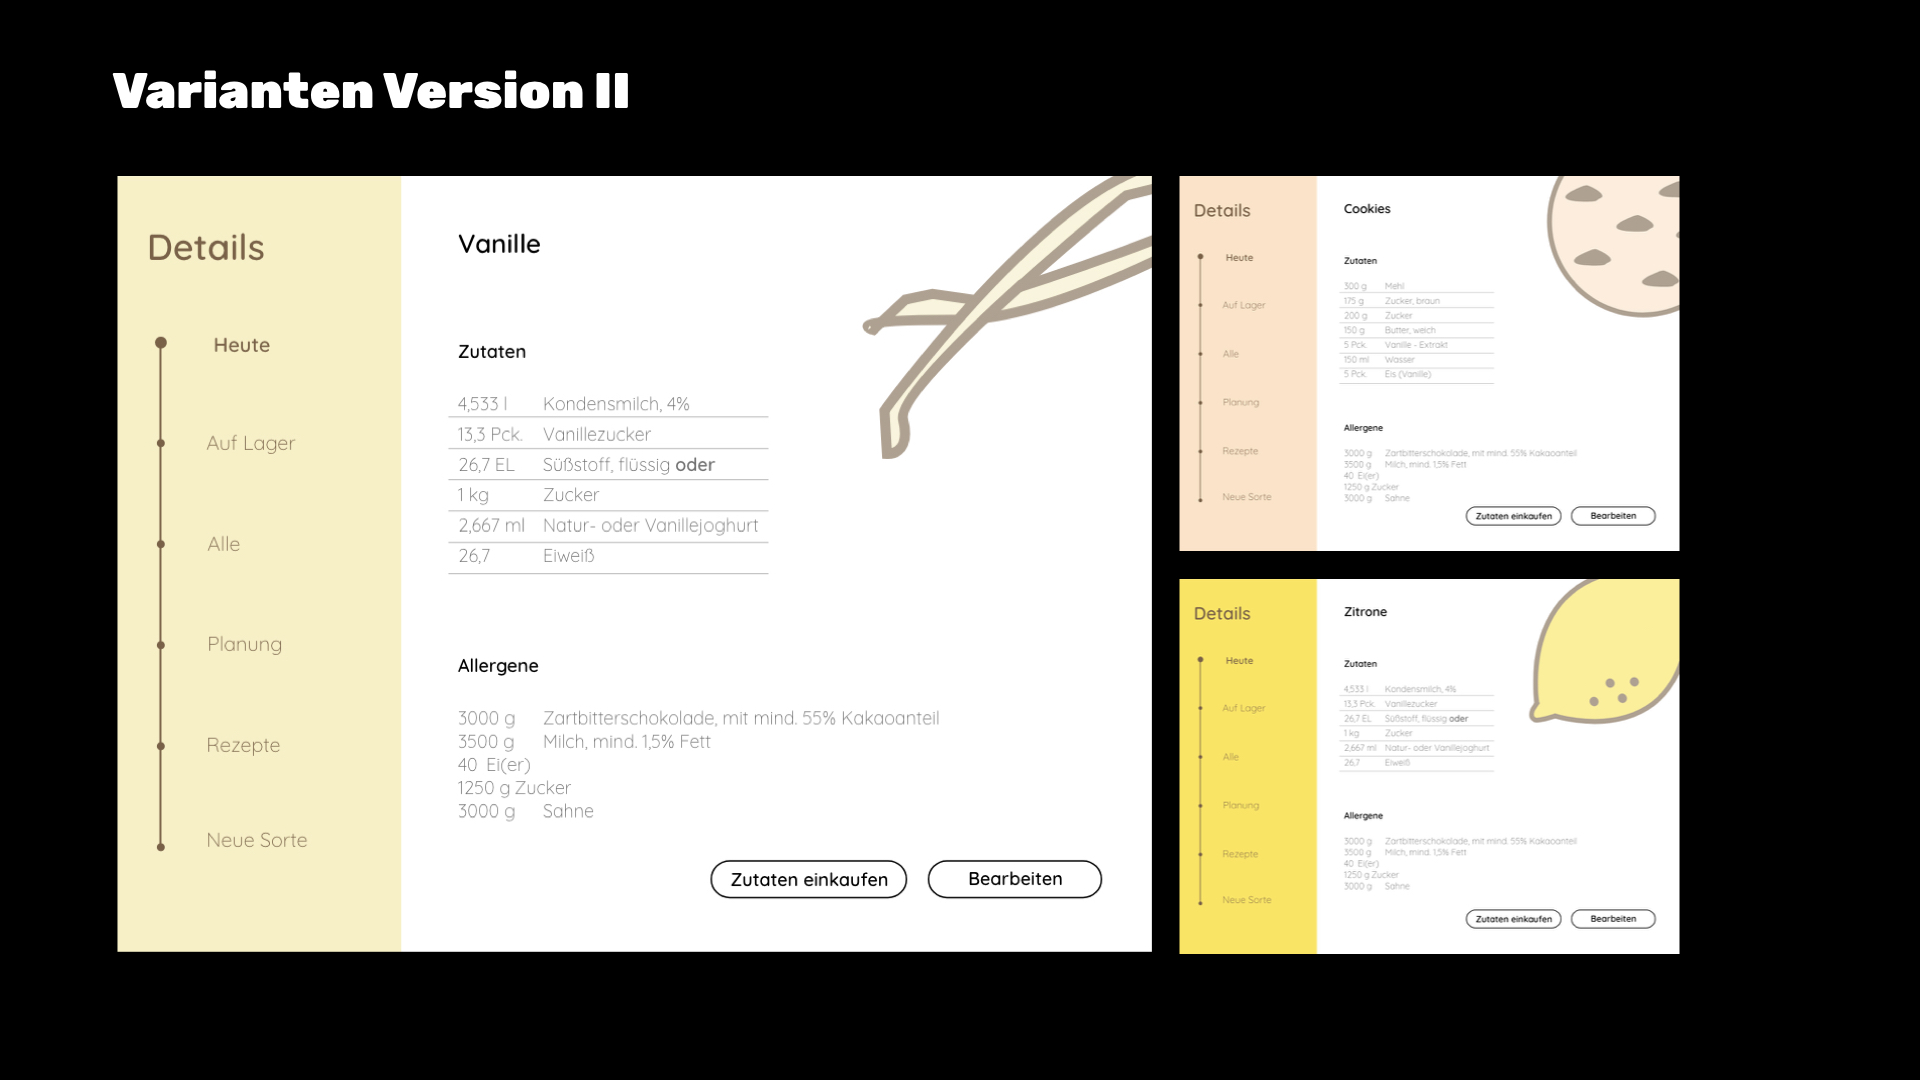 Varianten Version II
Details
Heute
Auf Lager
Alle
Planung
Rezepte
Neue Sorte
Vanille
Zutaten
4,533 l Kondensmilch, 4%
13,3 Pck. Vanillezucker
26,7 EL Süßstoff, flüssig oder
1 kg Zucker
2,667 ml Natur- oder Vanillejoghurt
26,7 Eiweiß
Allergene
3000 g Zartbitterschokolade, mit mind. 55% Kakaoanteil
3500 g Milch, mind. 1,5% Fett
40 Ei(er)
1250 g Zucker
3000 g Sahne
Zutaten einkaufen Bearbeiten
Details
Heute
Auf Lager
Alle
Planung
Rezepte
Neue Sorte
Cookies
Zutaten
300 g Mehl
175 g Zucker, braun
200 g Zucker
150 g Butter, weich
5 Pck. Vanille - Extrakt
150 ml Wasser
5 Pck. Eis (Vanille)
Allergene
3000 g Zartbitterschokolade, mit mind. 55% Kakaoanteil
3500 g Milch, mind. 1,5% Fett
40 Ei(er)
1250 g Zucker
3000 g Sahne
Zutaten einkaufen Bearbeiten
Details
Heute
Auf Lager
Alle
Planung
Rezepte
Neue Sorte
Zitrone
Zutaten
4,533 l Kondensmilch, 4%
13,3 Pck. Vanillezucker
26,7 EL Süßstoff, flüssig oder
1 kg Zucker
2,667 ml Natur- oder Vanillejoghurt
26,7 Eiweiß
Allergene
3000 g Zartbitterschokolade, mit mind. 55% Kakaoanteil
3500 g Milch, mind. 1,5% Fett
40 Ei(er)
1250 g Zucker
3000 g Sahne
Zutaten einkaufen Bearbeiten